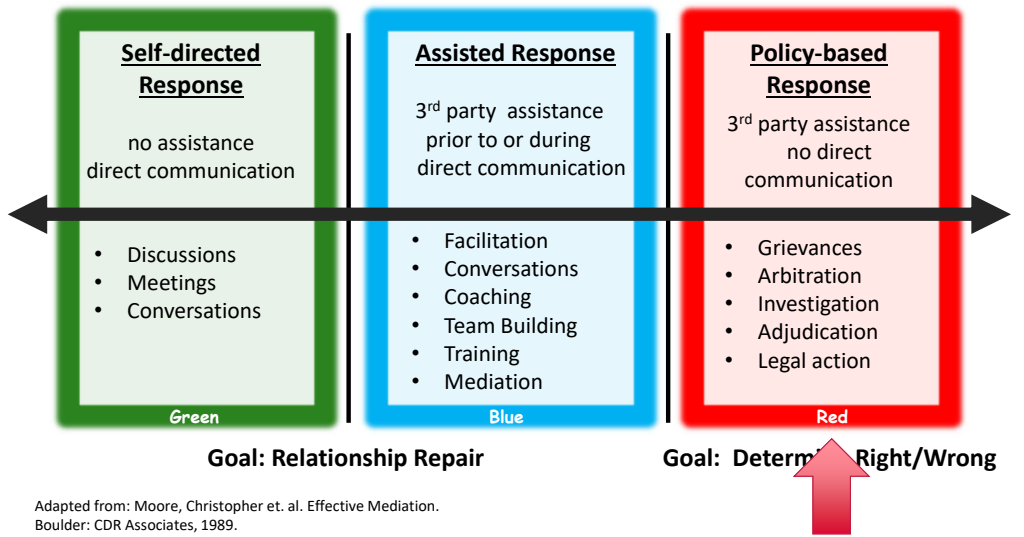 Self-directed
Response
no assistance
direct communication
• Discussions
• Meetings
• Conversations
Green
Assisted Response
3rd party assistance
prior to or during
direct communication
• Facilitation
• Conversations
• Coaching
• Team Building
• Training
• Mediation
Blue
Policy-based
Response
3rd party assistance
no direct
communication
• Grievances
• Arbitration
• Investigation
• Adjudication
• Legal action
Red
Goal: Relationship Repair
Goal: Right/Wrong
Adapted from: Moore, Christopher et. al. Effective Mediation.
Boulder: CDR Associates, 1989.